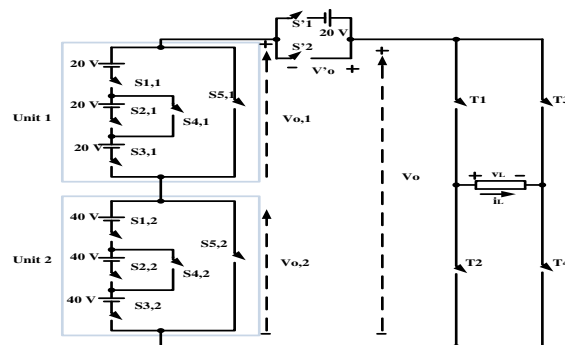 S'1
20 V
S'2
V'o
Unit 1
20 V
S1,1
20 V
S2,1
S4,1
S5,1
20 V
S3,1
Vo,1
Vo
T1
VL
iL
Unit 2
40 V
S1,2
40 V
S2,2
S4,2
S5,2
40 V
S3,2
Vo,2
T2